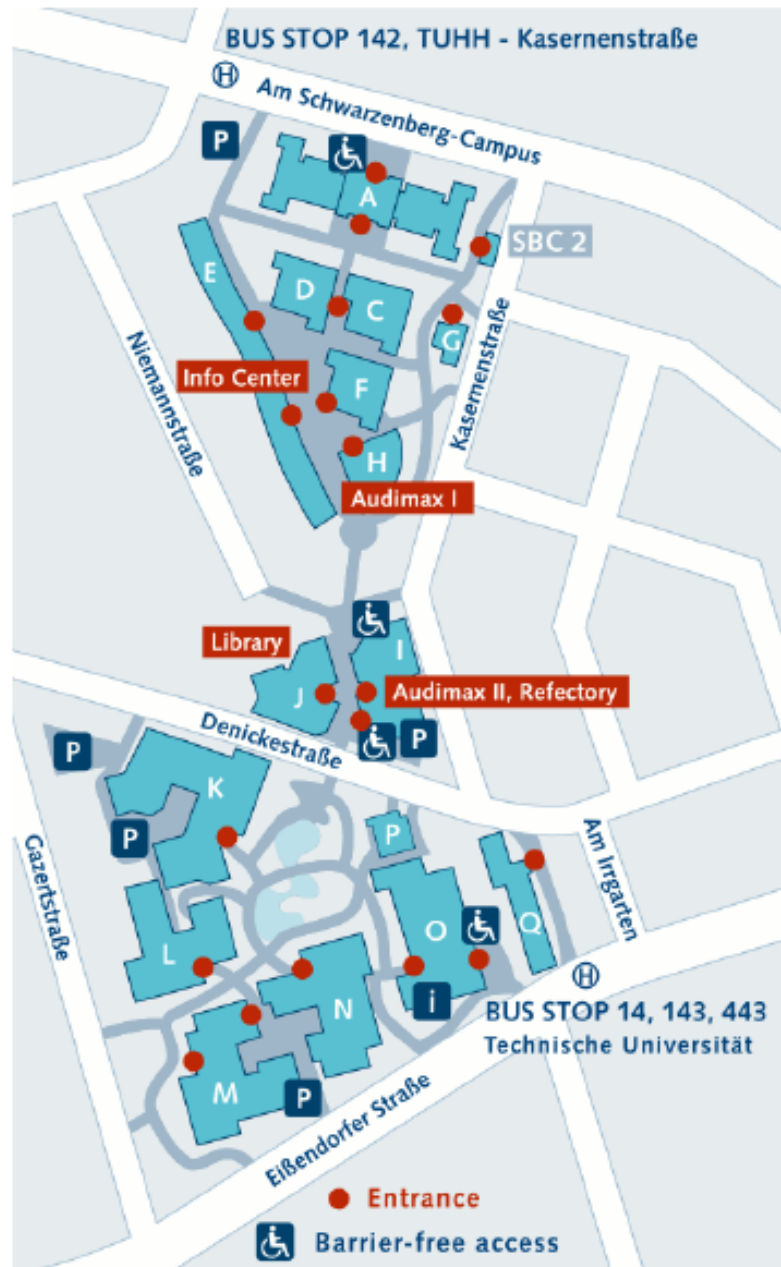 BUS STOP 142, TUHH - Kasernenstraße
H
Am Schwarzenberg-Campus
P
A
SBC 2
E
D
C
G
Niemannstraße
Info Center
F
Kasernenstraße
H
Audimax I
Library
I
J
Audimax II, Refectory
Denickestraße
P
P
K
P
P
Am Irrgarten
Gazertstraße
L
O
Q
H
i
N
BUS STOP 14, 143, 443
Technische Universität
M
P
Eißendorfer Straße
Entrance
Barrier-free access